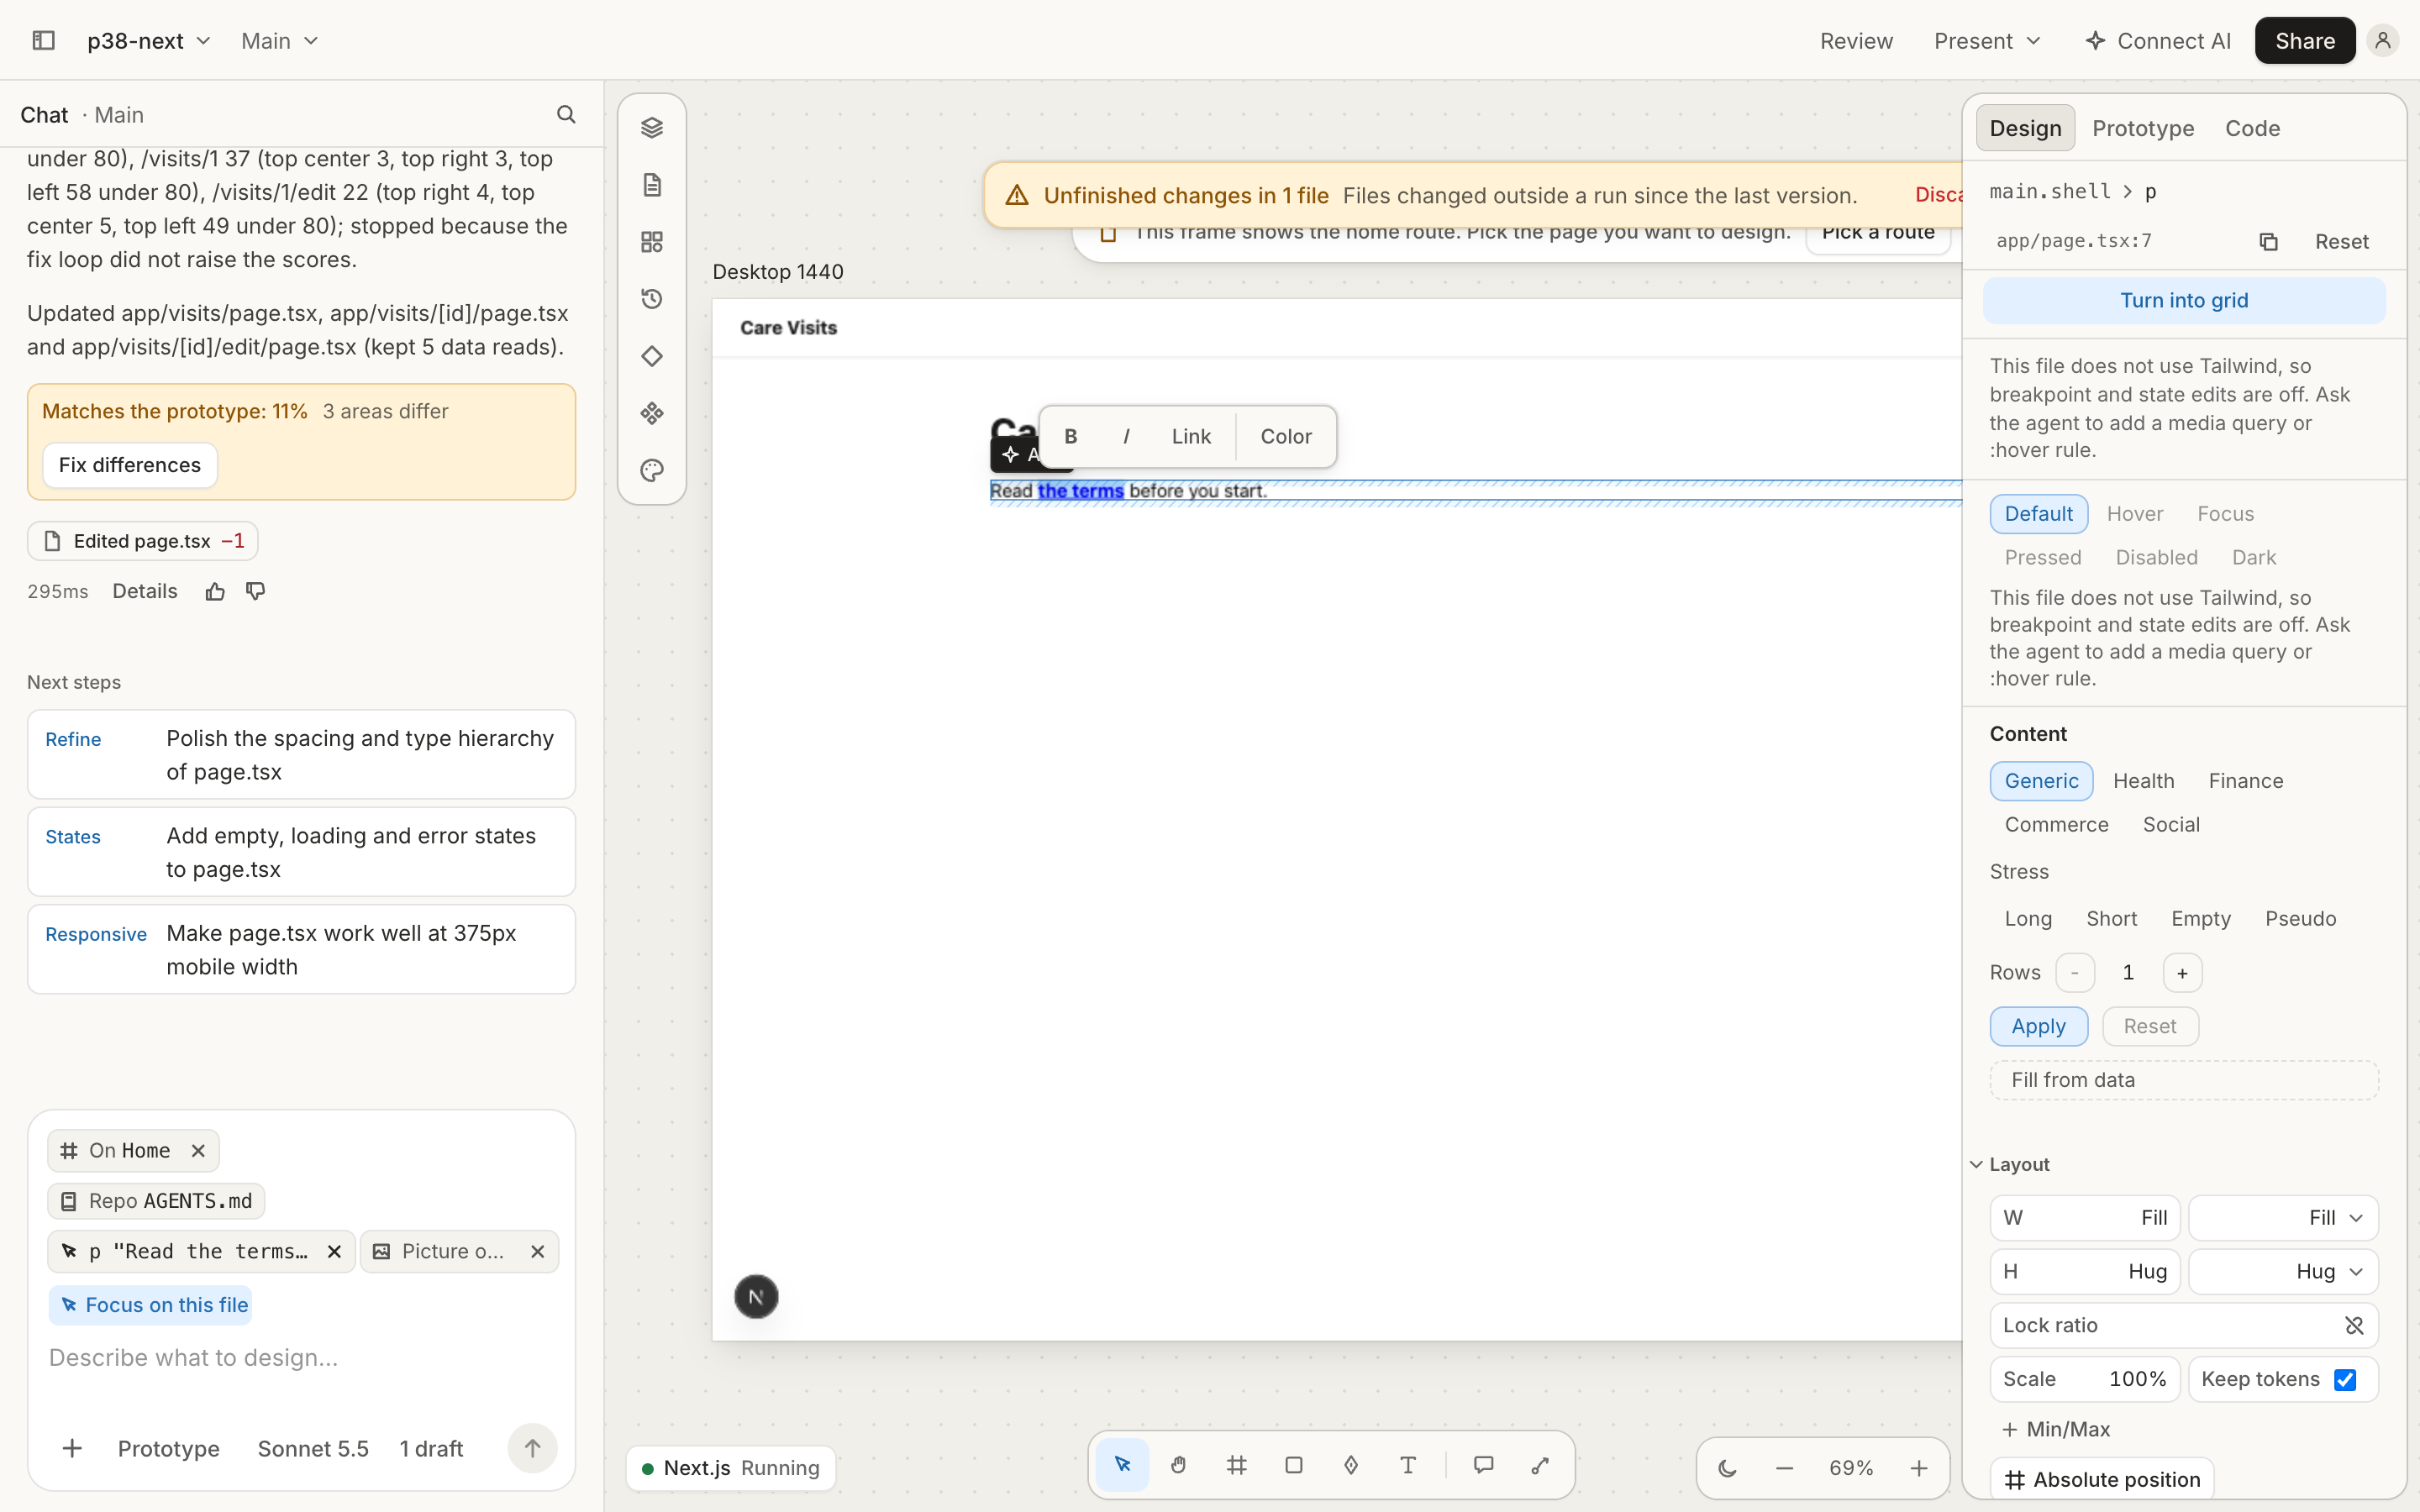 p38-next
Main
Review
Present
Connect AI
Share
Chat · Main
under 80), /visits/1 37 (top center 3, top right 3, top
left 58 under 80), /visits/1/edit 22 (top right 4, top
center 5, top left 49 under 80); stopped because the
fix loop did not raise the scores.
Updated app/visits/page.tsx, app/visits/[id]/page.tsx
and app/visits/[id]/edit/page.tsx (kept 5 data reads).
Matches the prototype: 11% 3 areas differ
Fix differences
Edited page.tsx −1
295ms Details
Next steps
Refine
Polish the spacing and type hierarchy
of page.tsx
States
Add empty, loading and error states
to page.tsx
Responsive
Make page.tsx work well at 375px
mobile width
On Home
Repo AGENTS.md
p "Read the terms…
Picture o…
Focus on this file
Describe what to design...
Prototype
Sonnet 5.5
1 draft
Unfinished changes in 1 file Files changed outside a run since the last version.
This frame shows the home route. Pick the page you want to design.
Pick a route
Desktop 1440
Care Visits
B
I
Link
Color
Read the terms before you start.
N
Next.js Running
T
69%
Design
Prototype
Code
main.shell > p
app/page.tsx:7
Reset
Turn into grid
This file does not use Tailwind, so
breakpoint and state edits are off. Ask
the agent to add a media query or
:hover rule.
Default Hover Focus
Pressed Disabled Dark
This file does not use Tailwind, so
breakpoint and state edits are off. Ask
the agent to add a media query or
:hover rule.
Content
Generic Health Finance
Commerce Social
Stress
Long Short Empty Pseudo
Rows - 1 +
Apply Reset
Fill from data
Layout
W Fill Fill
H Hug Hug
Lock ratio
Scale 100% Keep tokens
+ Min/Max
Absolute position